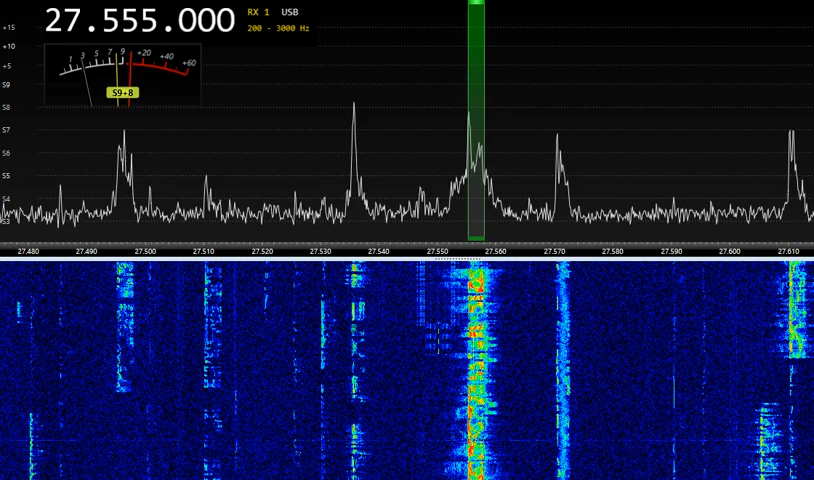 27.555.000
RX 1 USB
200 - 3000 Hz
1 3 5 7 9 +20 +40 +60
S9+8
+15
+10
+5
S9
S8
S7
S6
S5
S4
S3
27.480 27.490 27.500 27.510 27.520 27.530 27.540 27.550 27.560 27.570 27.580 27.590 27.600 27.610